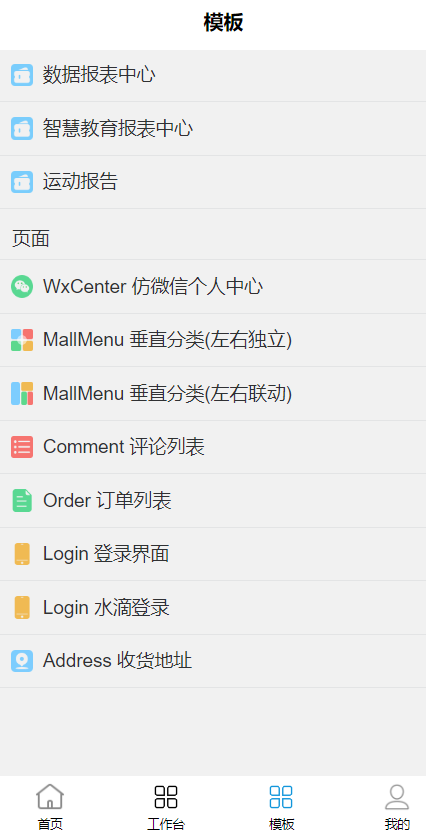 模板
数据报表中心
智慧教育报表中心
运动报告
页面
WxCenter 仿微信个人中心
MallMenu 垂直分类(左右独立)
MallMenu 垂直分类(左右联动)
Comment 评论列表
Order 订单列表
Login 登录界面
Login 水滴登录
Address 收货地址
首页 工作台 模板 我的